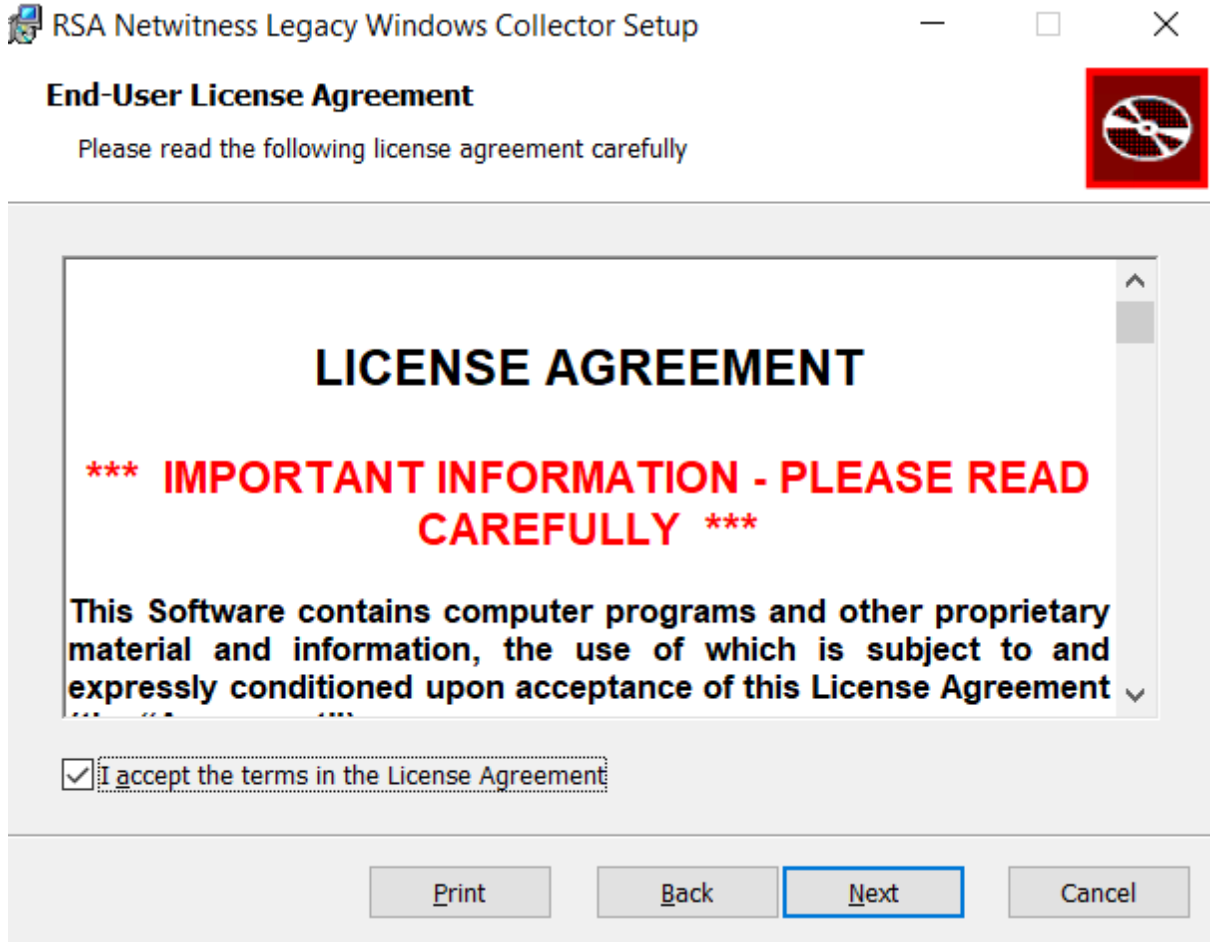 RSA Netwitness Legacy Windows Collector Setup
End-User License Agreement
Please read the following license agreement carefully
LICENSE AGREEMENT
*** IMPORTANT INFORMATION - PLEASE READ
CAREFULLY ***
This Software contains computer programs and other proprietary
material and information, the use of which is subject to and
expressly conditioned upon acceptance of this License Agreement
I accept the terms in the License Agreement
Print Back Next Cancel